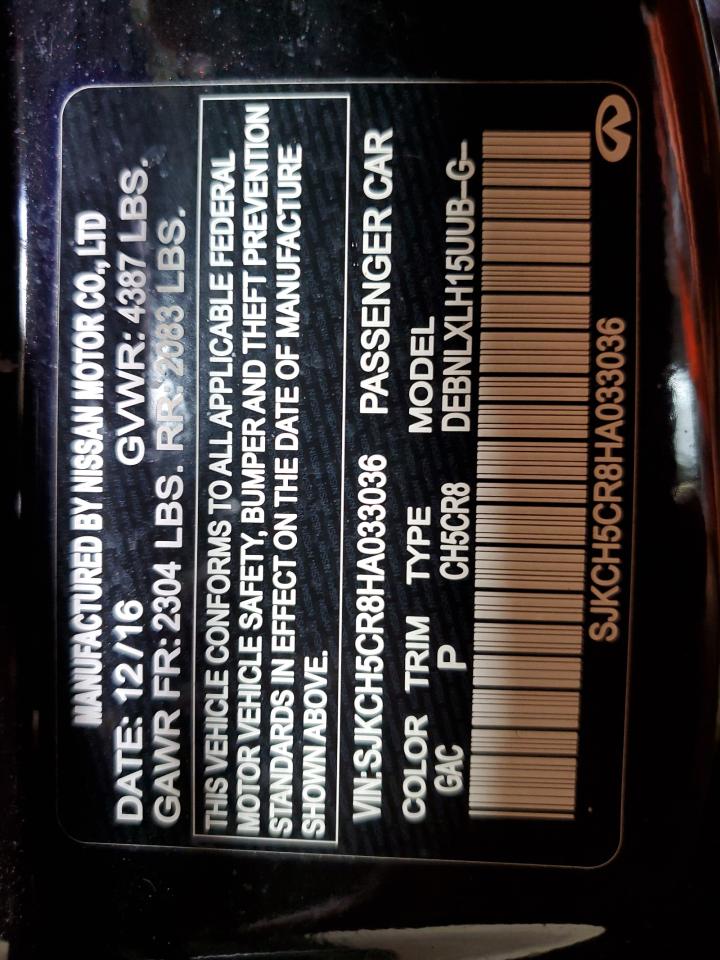 MANUFACTURED BY NISSAN MOTOR CO., LTD
DATE: 12/16 GVWR: 4387 LBS.
GAWR FR: 2304 LBS. RR: 2083 LBS.
THIS VEHICLE CONFORMS TO ALL APPLICABLE FEDERAL
MOTOR VEHICLE SAFETY, BUMPER AND THEFT PREVENTION
STANDARDS IN EFFECT ON THE DATE OF MANUFACTURE
SHOWN ABOVE.
VIN:SJKCH5CR8HA033036 PASSENGER CAR
COLOR TRIM TYPE MODEL
GAC P CH5CR8 DEBNLXLH15UUB-G-
SJKCH5CR8HA033036